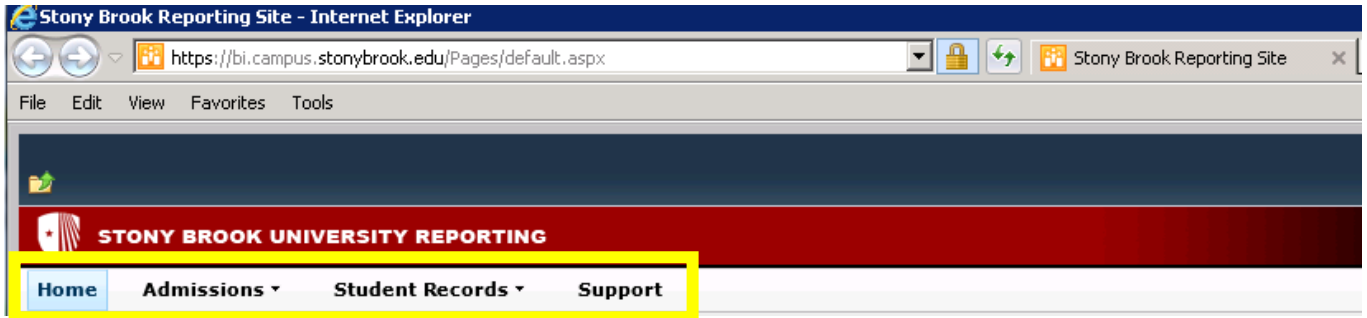 Stony Brook Reporting Site - Internet Explorer
https://bi.campus.stonybrook.edu/Pages/default.aspx Stony Brook Reporting Site
File Edit View Favorites Tools
STONY BROOK UNIVERSITY REPORTING
Home Admissions Student Records Support